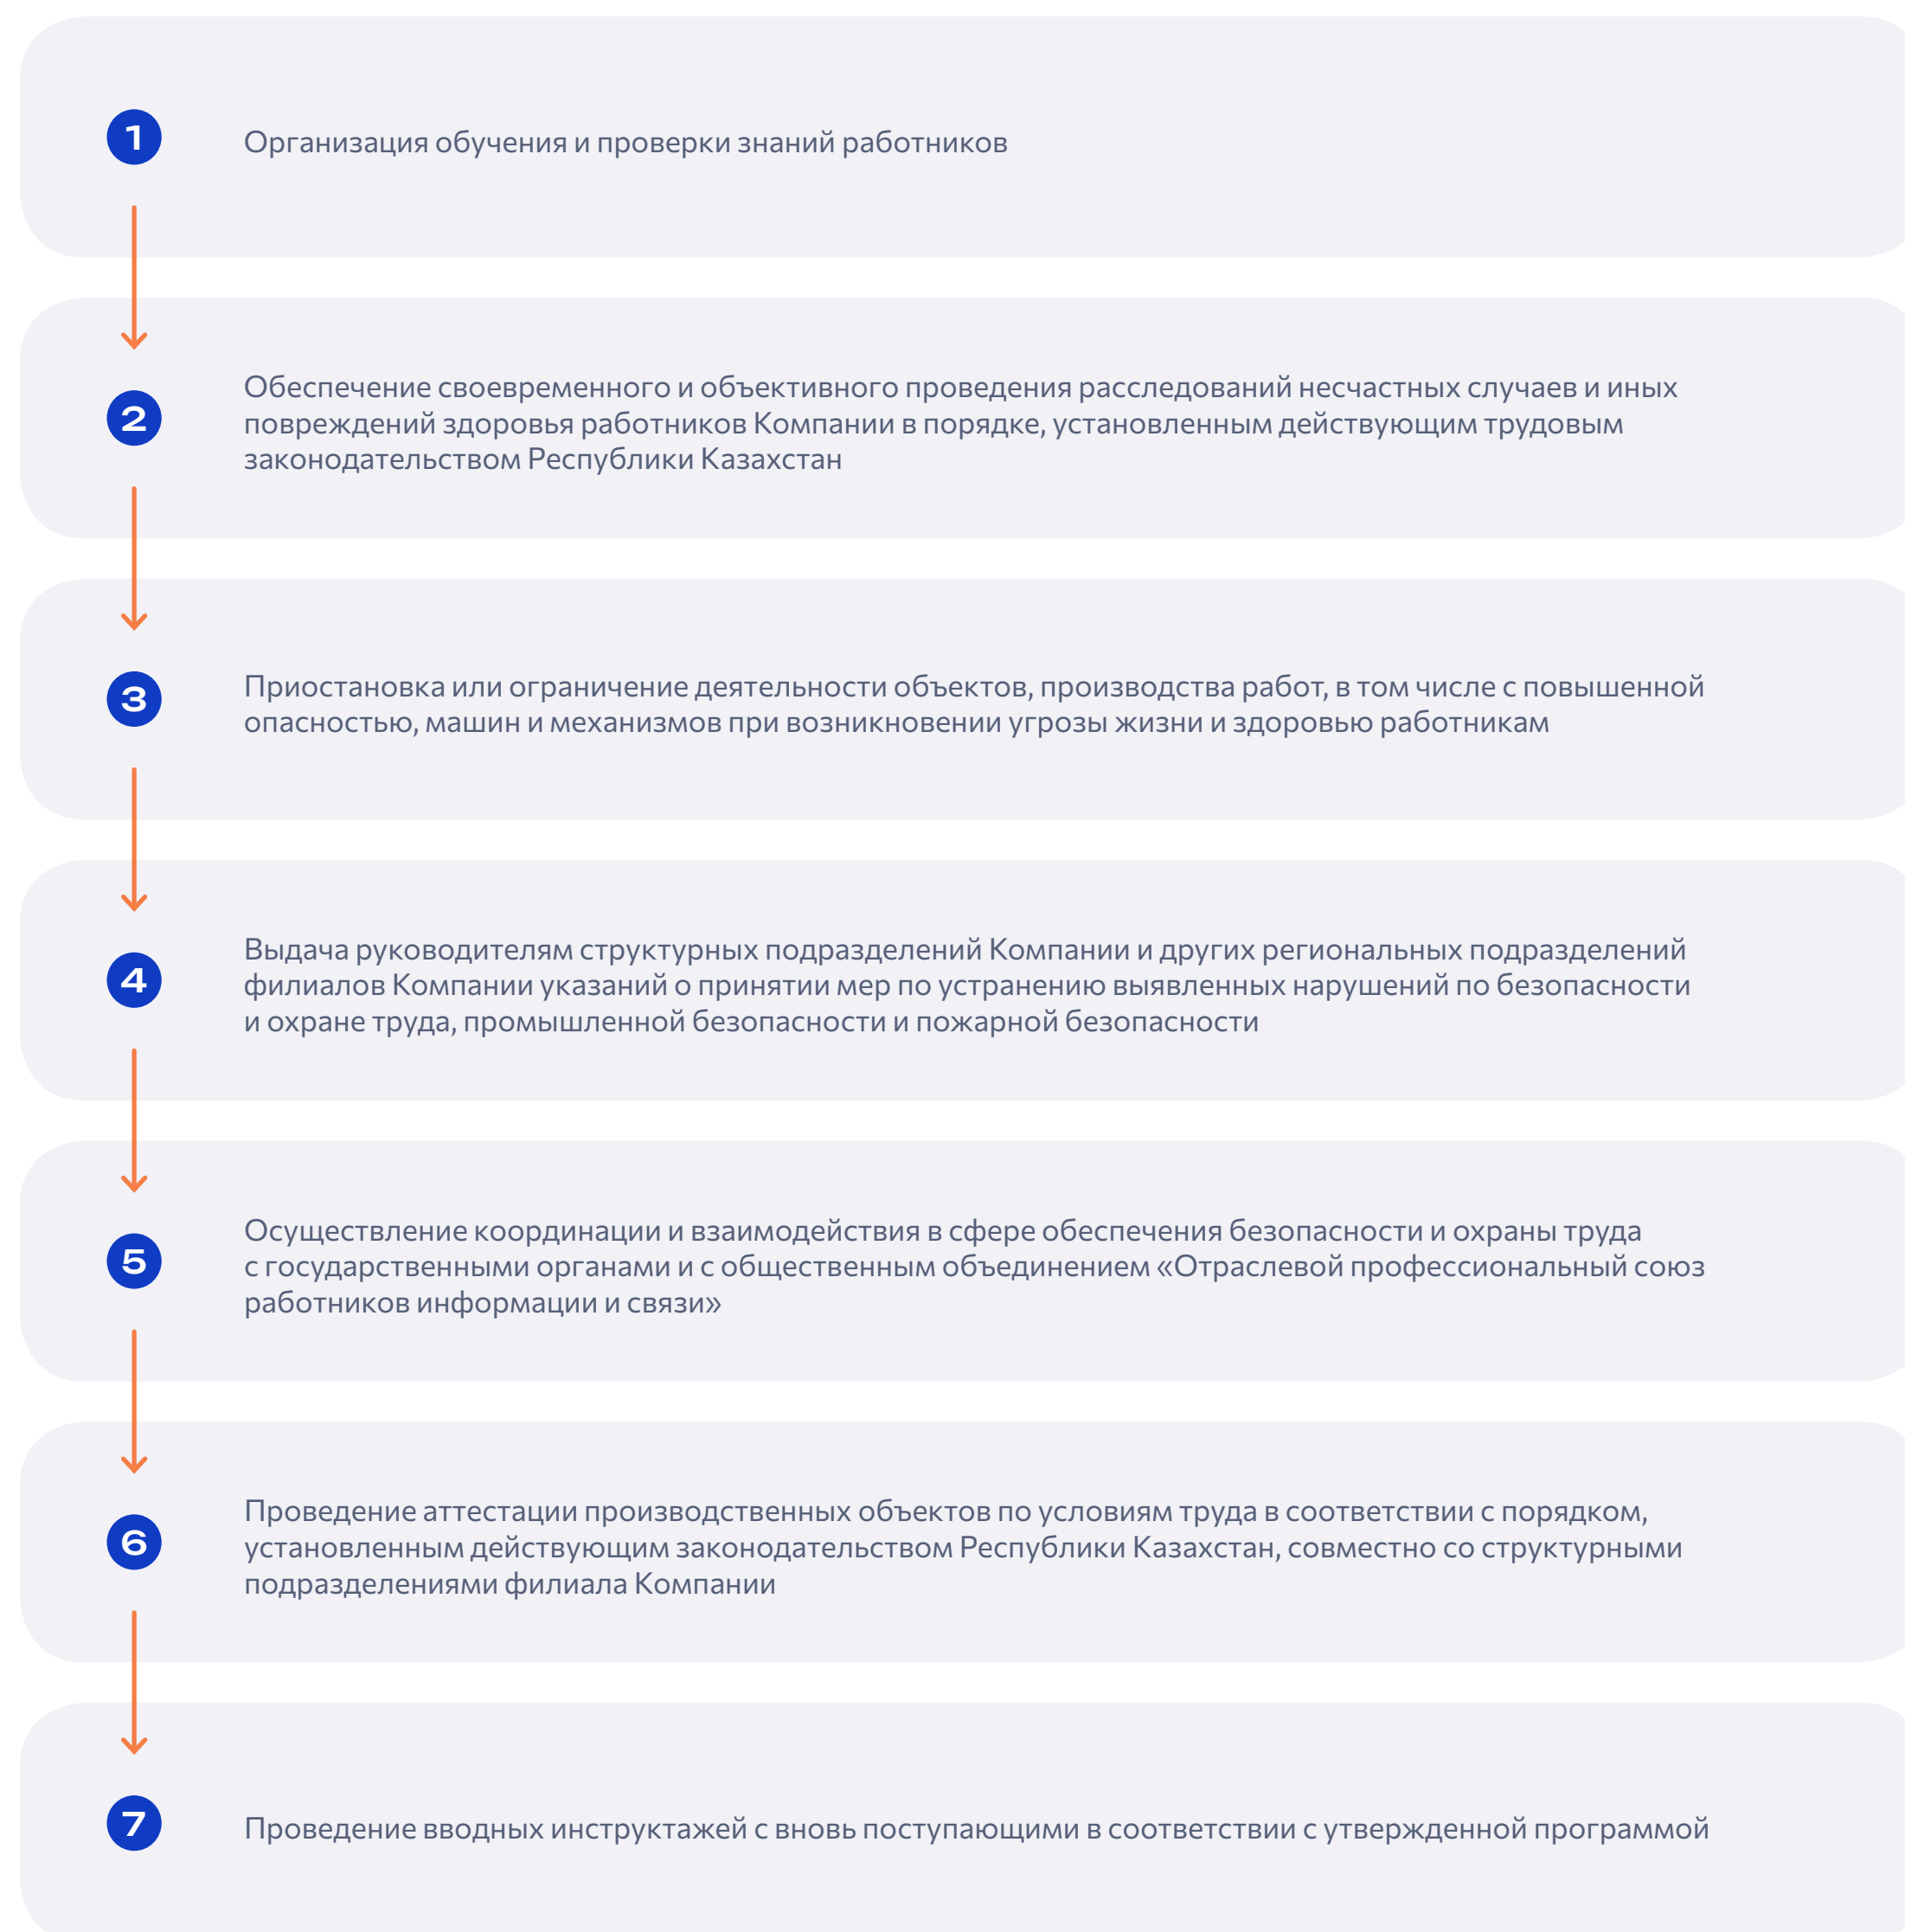 1
Организация обучения и проверки знаний работников
2
Обеспечение своевременного и объективного проведения расследований несчастных случаев и иных
повреждений здоровья работников Компании в порядке, установленным действующим трудовым
законодательством Республики Казахстан
3
Приостановка или ограничение деятельности объектов, производства работ, в том числе с повышенной
опасностью, машин и механизмов при возникновении угрозы жизни и здоровью работникам
4
Выдача руководителям структурных подразделений Компании и других региональных подразделений
филиалов Компании указаний о принятии мер по устранению выявленных нарушений по безопасности
и охране труда, промышленной безопасности и пожарной безопасности
5
Осуществление координации и взаимодействия в сфере обеспечения безопасности и охраны труда
с государственными органами и с общественным объединением «Отраслевой профессиональный союз
работников информации и связи»
6
Проведение аттестации производственных объектов по условиям труда в соответствии с порядком,
установленным действующим законодательством Республики Казахстан, совместно со структурными
подразделениями филиала Компании
7
Проведение вводных инструктажей с вновь поступающими в соответствии с утвержденной программой